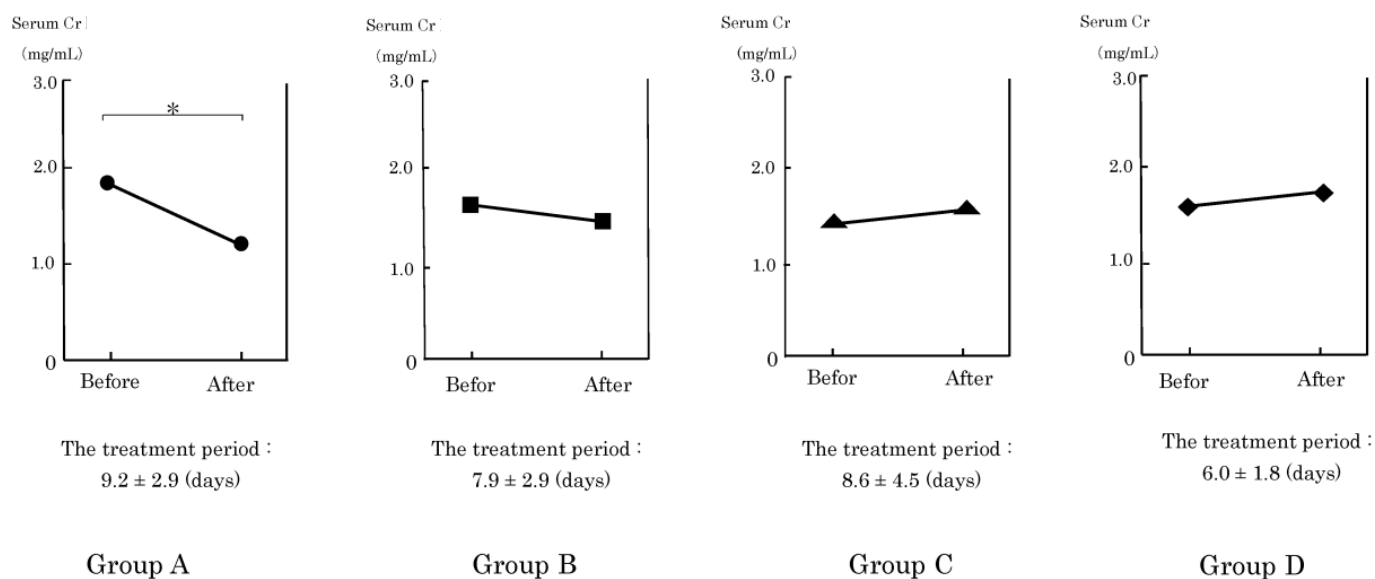 Serum Cr
(mg/mL)
3.0
2.0
1.0
0
*
Before After
The treatment period :
9.2 ± 2.9 (days)
Group A
Serum Cr
(mg/mL)
3.0
2.0
1.0
0
Befor After
The treatment period :
7.9 ± 2.9 (days)
Group B
Serum Cr
(mg/mL)
3.0
2.0
1.0
0
Befor After
The treatment period :
8.6 ± 4.5 (days)
Group C
Serum Cr
(mg/mL)
3.0
2.0
1.0
0
Befor After
The treatment period :
6.0 ± 1.8 (days)
Group D